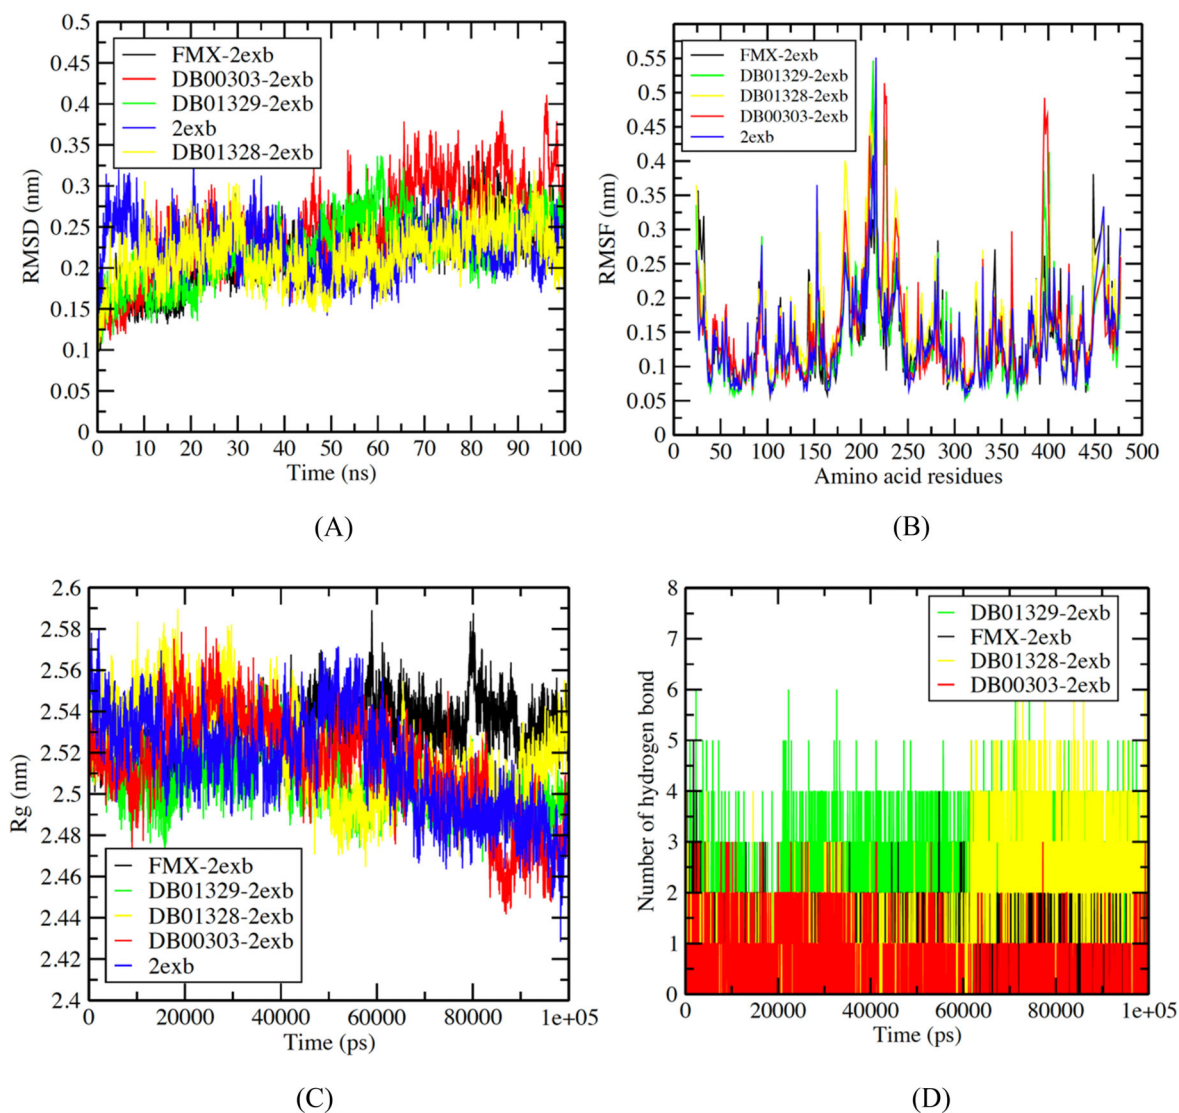 0.5
0.45
0.4
0.35
0.3
0.25
0.2
0.15
0.1
0.05
0
RMSD (nm)
FMX-2exb
DB00303-2exb
DB01329-2exb
2exb
DB01328-2exb
0 10 20 30 40 50 60 70 80 90 100
Time (ns)
(A)
0.55
0.5
0.45
0.4
0.35
0.3
0.25
0.2
0.15
0.1
0.05
0
RMSF (nm)
FMX-2exb
DB01329-2exb
DB01328-2exb
DB00303-2exb
2exb
0 50 100 150 200 250 300 350 400 450 500
Amino acid residues
(B)
2.6
2.58
2.56
2.54
2.52
2.5
2.48
2.46
2.44
2.42
2.4
Rg (nm)
FMX-2exb
DB01329-2exb
DB01328-2exb
DB00303-2exb
2exb
0 20000 40000 60000 80000 1e+05
Time (ps)
(C)
8
7
6
5
4
3
2
1
0
Number of hydrogen bond
DB01329-2exb
FMX-2exb
DB01328-2exb
DB00303-2exb
0 20000 40000 60000 80000 1e+05
Time (ps)
(D)